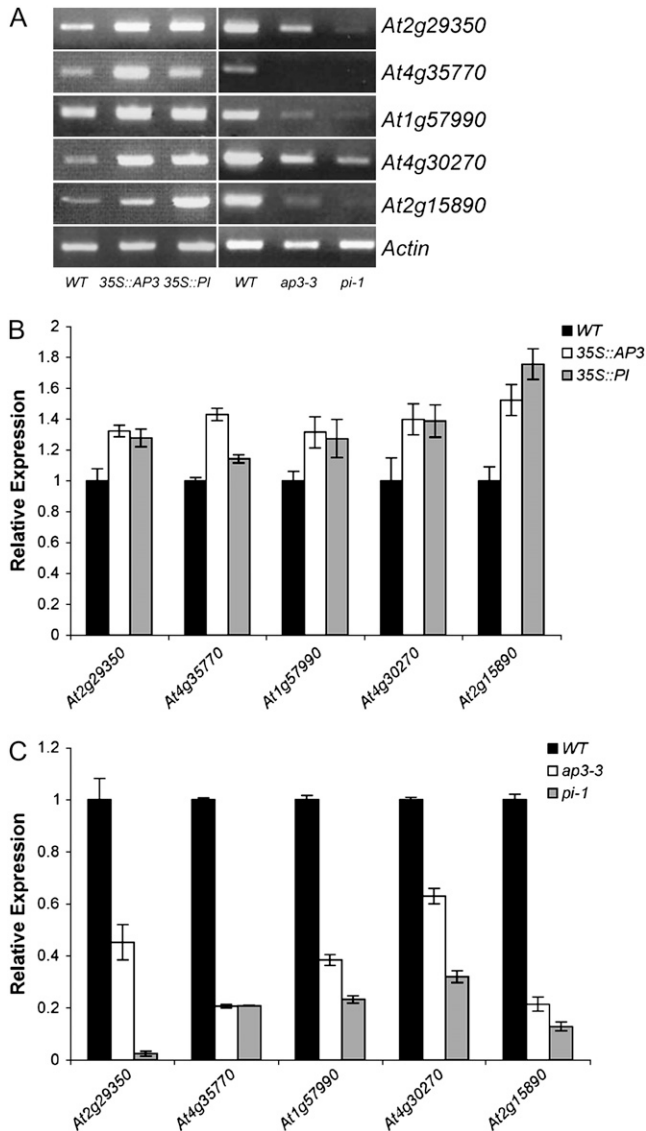 A
At2g29350
At4g35770
At1g57990
At4g30270
At2g15890
Actin
WT 35S::AP3 35S::PI WT ap3-3 pi-1
B
Relative Expression
2
1.8
1.6
1.4
1.2
1
0.8
0.6
0.4
0.2
0
WT
35S::AP3
35S::PI
At2g29350 At4g35770 At1g57990 At4g30270 At2g15890
C
Relative Expression
1.2
1
0.8
0.6
0.4
0.2
0
WT
ap3-3
pi-1
At2g29350 At4g35770 At1g57990 At4g30270 At2g15890